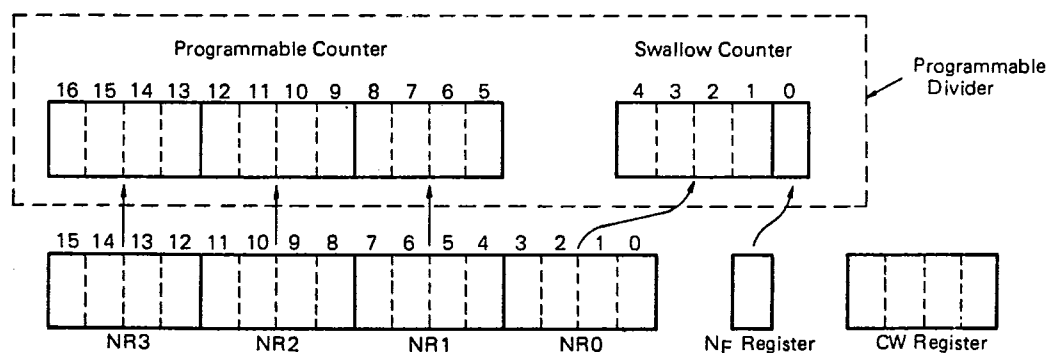 Programmable Counter
Swallow Counter
Programmable
Divider
16 15 14 13 12 11 10 9 8 7 6 5
4 3 2 1 0
15 14 13 12 11 10 9 8 7 6 5 4 3 2 1 0
NR3 NR2 NR1 NR0 NF Register CW Register